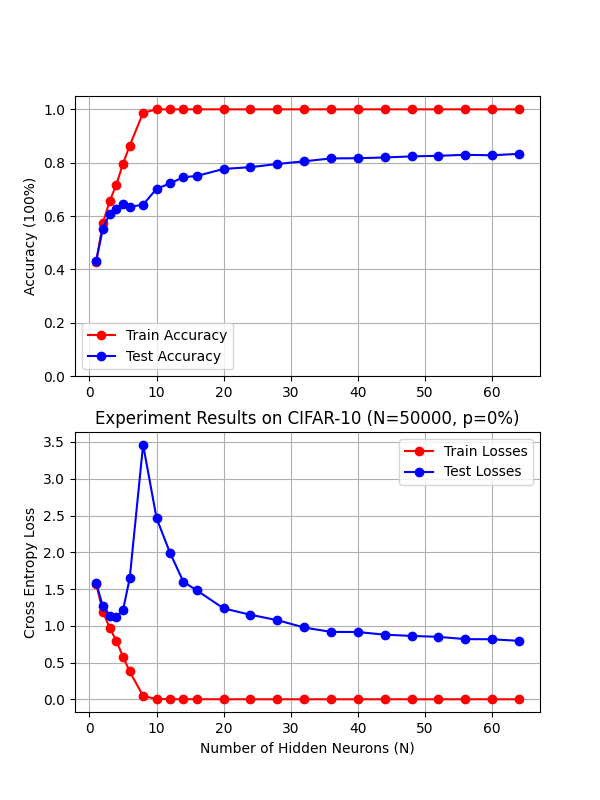 1.0
0.8
0.6
0.4
0.2
0.0
Accuracy (100%)
Train Accuracy
Test Accuracy
0 10 20 30 40 50 60
Experiment Results on CIFAR-10 (N=50000, p=0%)
3.5
3.0
2.5
2.0
1.5
1.0
0.5
0.0
Cross Entropy Loss
Train Losses
Test Losses
0 10 20 30 40 50 60
Number of Hidden Neurons (N)